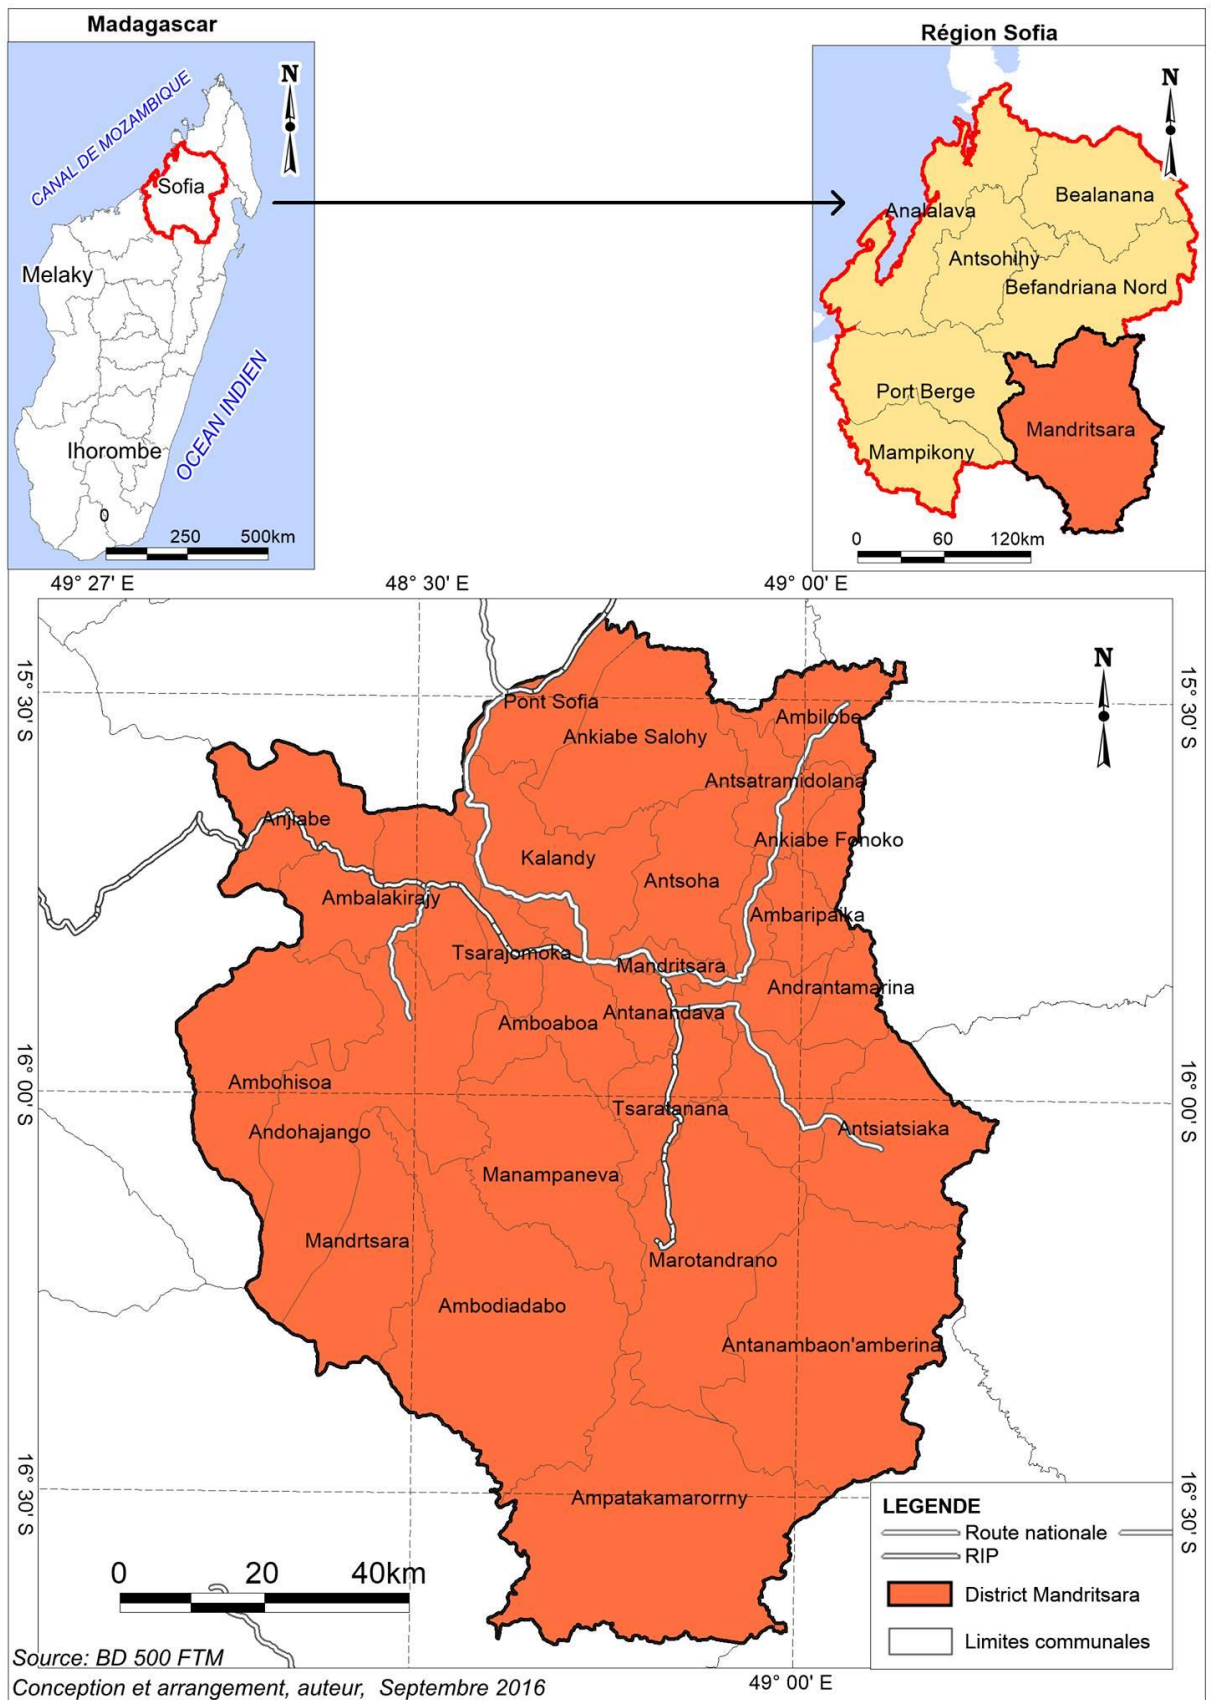 Madagascar
Région Sofia
N
CANAL DE MOZAMBIQUE
Sofia
Melaky
OCEAN INDIEN
Ihorombe
0
250
500km
N
Bealanana
Analalava
Antsohihy
Befandriana Nord
Port Berge
Mandritsara
Mampikony
0
60
120km
49° 27' E
48° 30' E
49° 00' E
15° 30' S
15° 30' S
N
Pont Sofia
Ambilobe
Ankiabe Salohy
Antsatramidolana
Anjiabe
Ankiabe Fonoko
Kalandy
Antsoha
Ambalakirajy
Ambaripaika
Tsarajomoka
Mandritsara
Andrantamarina
Antanandava
Amboaboa
16° 00' S
16° 00' S
Ambohisoa
Tsaratanana
Andohajango
Antsiatsiaka
Manampaneva
Mandrtsara
Marotandrano
Ambodiadabo
Antanambaon'amberina
16° 30' S
16° 30' S
Ampatakamarorrny
LEGENDE
Route nationale
RIP
District Mandritsara
Limites communales
0
20
40km
Source: BD 500 FTM
Conception et arrangement, auteur, Septembre 2016
49° 00' E